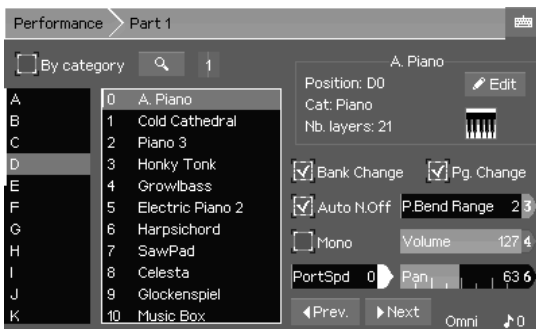 Performance Part 1
By category 1
A
B
C
D
E
F
G
H
I
J
K
0 A. Piano
1 Cold Cathedral
2 Piano 3
3 Honky Tonk
4 Growlbass
5 Electric Piano 2
6 Harpsichord
7 SawPad
8 Celesta
9 Glockenspiel
10 Music Box
A. Piano
Position: D0
Cat: Piano
Nb. layers: 21
Edit
Bank Change Pg. Change
Auto N.Off P.Bend Range 2 3
Mono Volume 127 4
PortSpd 0 Pan 63 6
Prev. Next Omni ♪0